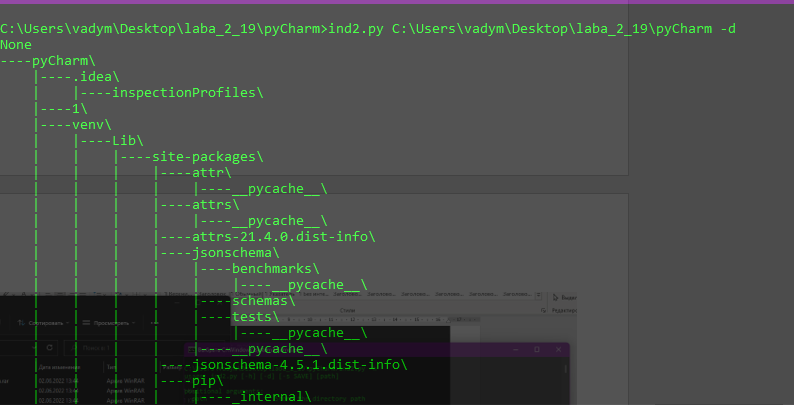 C:\Users\vadym\Desktop\laba_2_19\pyCharm>ind2.py C:\Users\vadym\Desktop\laba_2_19\pyCharm -d
None
----pyCharm\
    |----.idea\
    |    |----inspectionProfiles\
    |----1\
    |----venv\
    |    |----Lib\
    |    |    |----site-packages\
    |    |    |    |----attr\
    |    |    |    |    |----__pycache__\
    |    |    |    |----attrs\
    |    |    |    |    |----__pycache__\
    |    |    |    |----attrs-21.4.0.dist-info\
    |    |    |    |----jsonschema\
    |    |    |    |    |----benchmarks\
    |    |    |    |    |    |----__pycache__\
    |    |    |    |    |----schemas\
    |    |    |    |    |----tests\
    |    |    |    |    |    |----__pycache__\
    |    |    |    |    |----__pycache__\
    |    |    |    |----jsonschema-4.5.1.dist-info\
    |    |    |    |----pip\
    |    |    |    |    |----_internal\